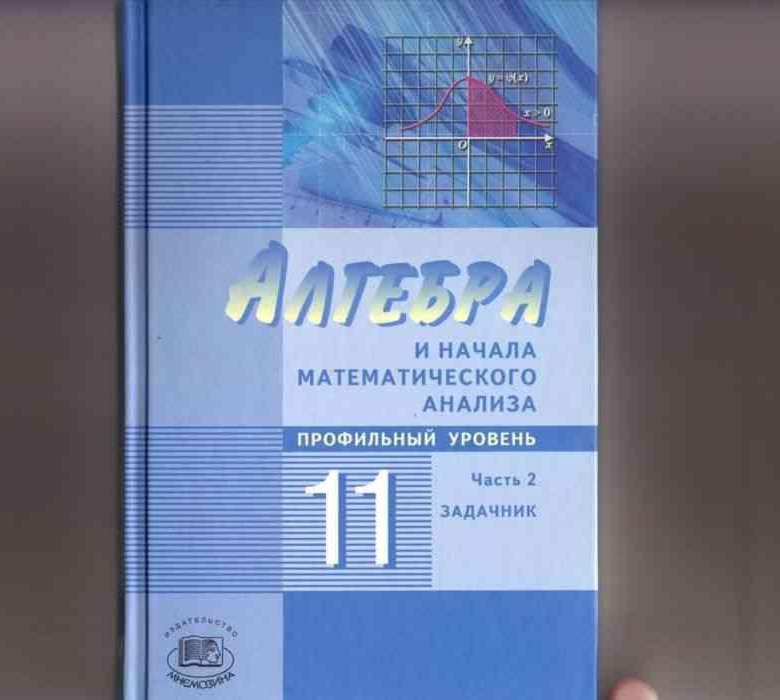 y
y = φ(x)
x > 0
O
x
АЛГЕБРА
И НАЧАЛА
МАТЕМАТИЧЕСКОГО
АНАЛИЗА
ПРОФИЛЬНЫЙ УРОВЕНЬ
11
Часть 2
ЗАДАЧНИК
ИЗДАТЕЛЬСТВО
МНЕМОЗИНА